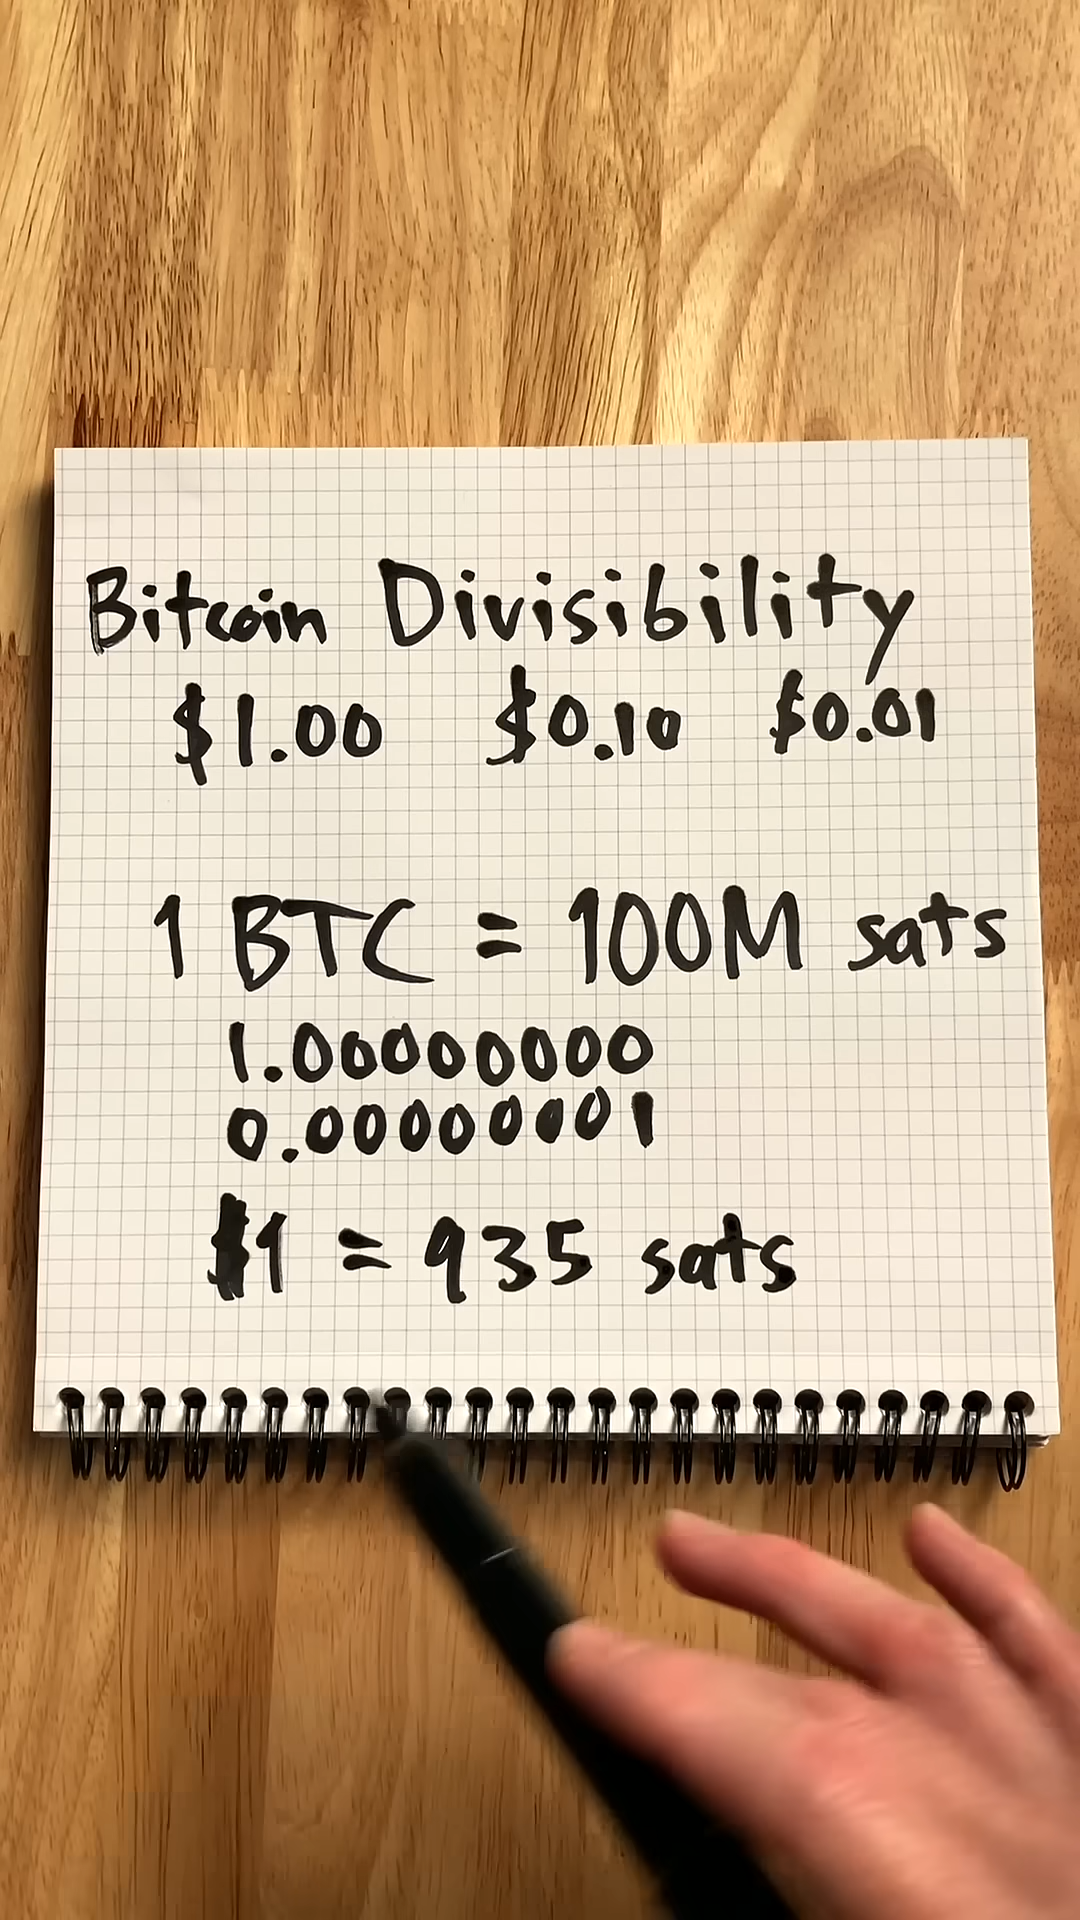 Bitcoin Divisibility
$1.00 $0.10 $0.01
1 BTC = 100M sats
1.00000000
0.00000001
$1 = 935 sats